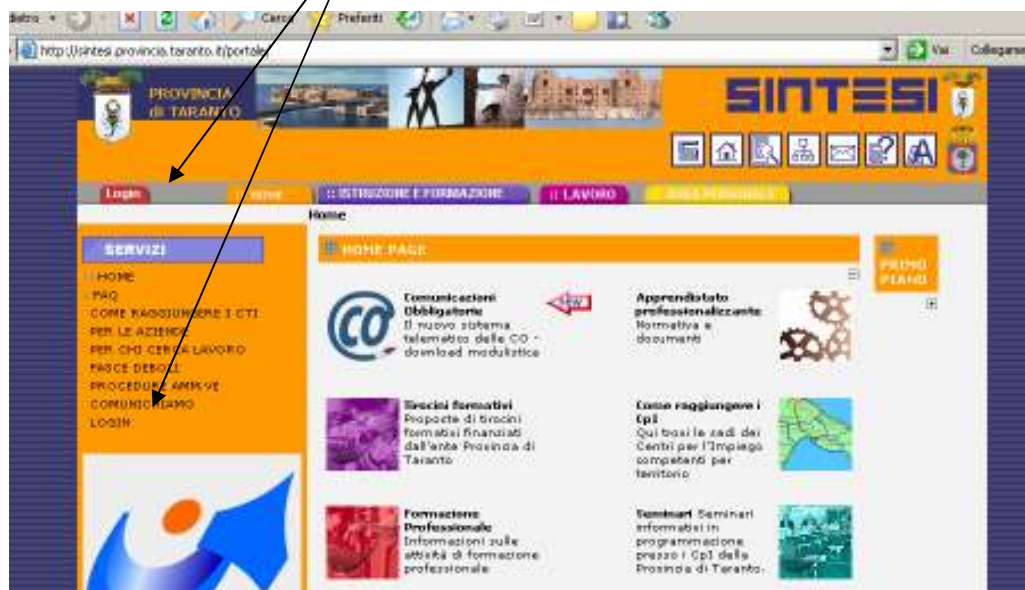 Cerca Preferiti
http://sintesi.provincia.taranto.it/portale/
Vai
PROVINCIA
di TARANTO
SINTESI
Login
:: ISTRUZIONE E FORMAZIONE
:: LAVORO
Home
SERVIZI
HOME
FAQ
COME RAGGIUNGERE I CTI
PER LE AZIENDE
PER CHI CERCA LAVORO
FASCE DEBOLI
PROCEDURE AMM.VE
COMUNICHIAMO
LOGIN
HOME PAGE
Comunicazioni
Obbligatorie
Il nuovo sistema
telematico delle CO -
download modulistica
NEW
Apprendistato
professionalizzante
Normativa e
documenti
Tirocini formativi
Proposte di tirocini
formativi finanziati
dall'ente Provincia di
Taranto
Come raggiungere i
CpI
Qui trovi le sedi dei
Centri per l'Impiego
competenti per
territorio
Formazione
Professionale
Informazioni sulle
attività di formazione
professionale
Seminari Seminari
informativi in
programmazione
presso i CpI della
Provincia di Taranto.
PRIMO
PIANO